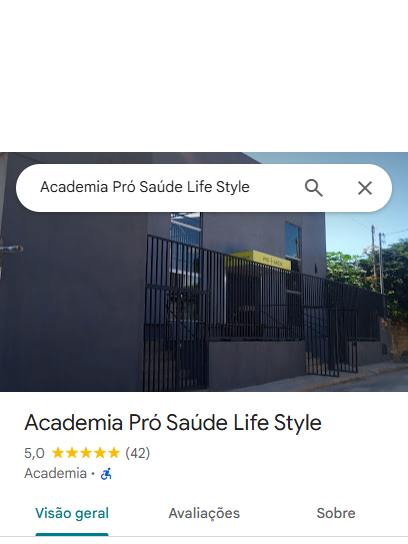 Academia Pró Saúde Life Style
Academia Pró Saúde Life Style
5,0 ★★★★★ (42)
Academia ·
Visão geral
Avaliações
Sobre